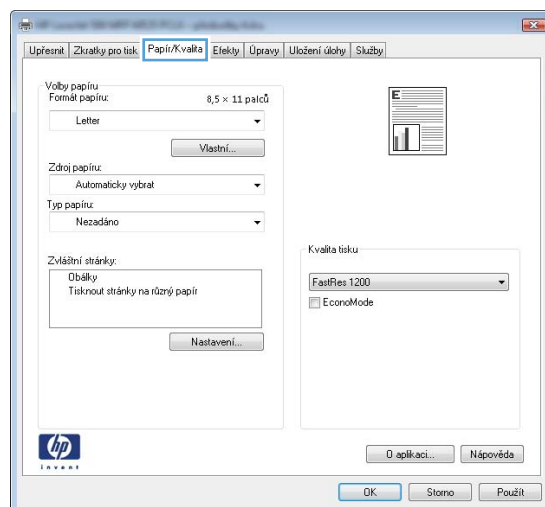 Upřesnit Zkratky pro tisk Papír/Kvalita Efekty Úpravy Uložení úlohy Služby
Volby papíru
Formát papíru: 8,5 × 11 palců
Letter
Vlastní...
Zdroj papíru:
Automaticky vybrat
Typ papíru:
Nezadáno
Zvláštní stránky:
Obálky
Tisknout stránky na různý papír
Nastavení...
E
Kvalita tisku
FastRes 1200
EconoMode
hp
invent
O aplikaci... Nápověda
OK Storno Použít